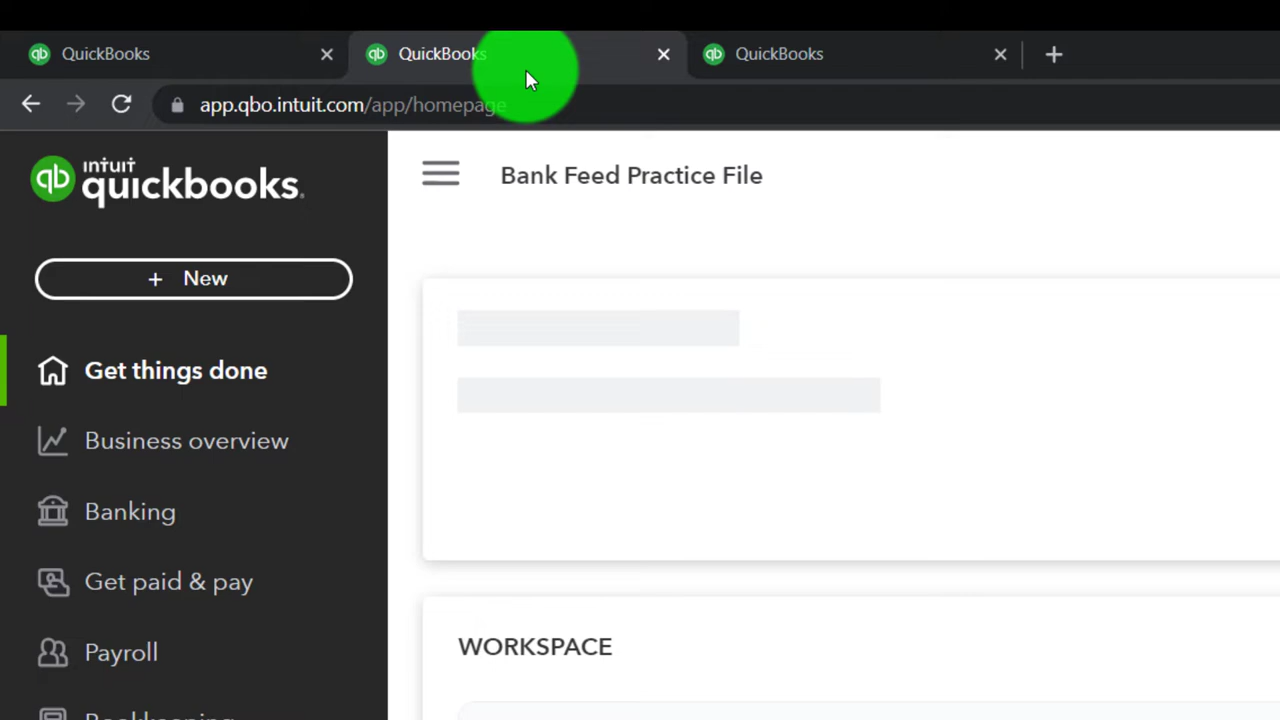 QuickBooks
QuickBooks
QuickBooks
app.qbo.intuit.com/app/homepage
intuit
quickbooks.
Bank Feed Practice File
+ New
Get things done
Business overview
Banking
Get paid & pay
Payroll
WORKSPACE